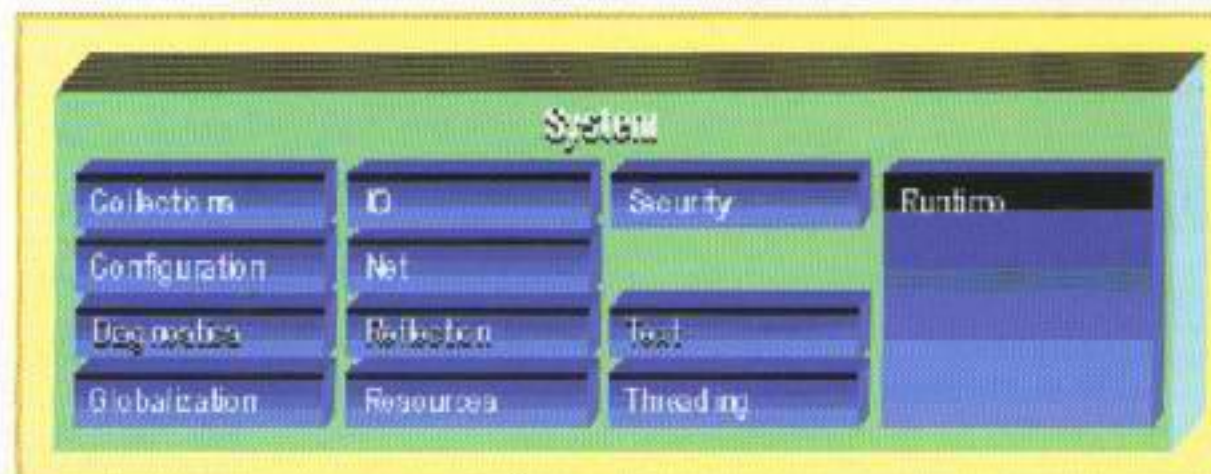 System
Collections
Configuration
Diagnostics
Globalization
IO
Net
Reflection
Resources
Security
Text
Threading
Runtime